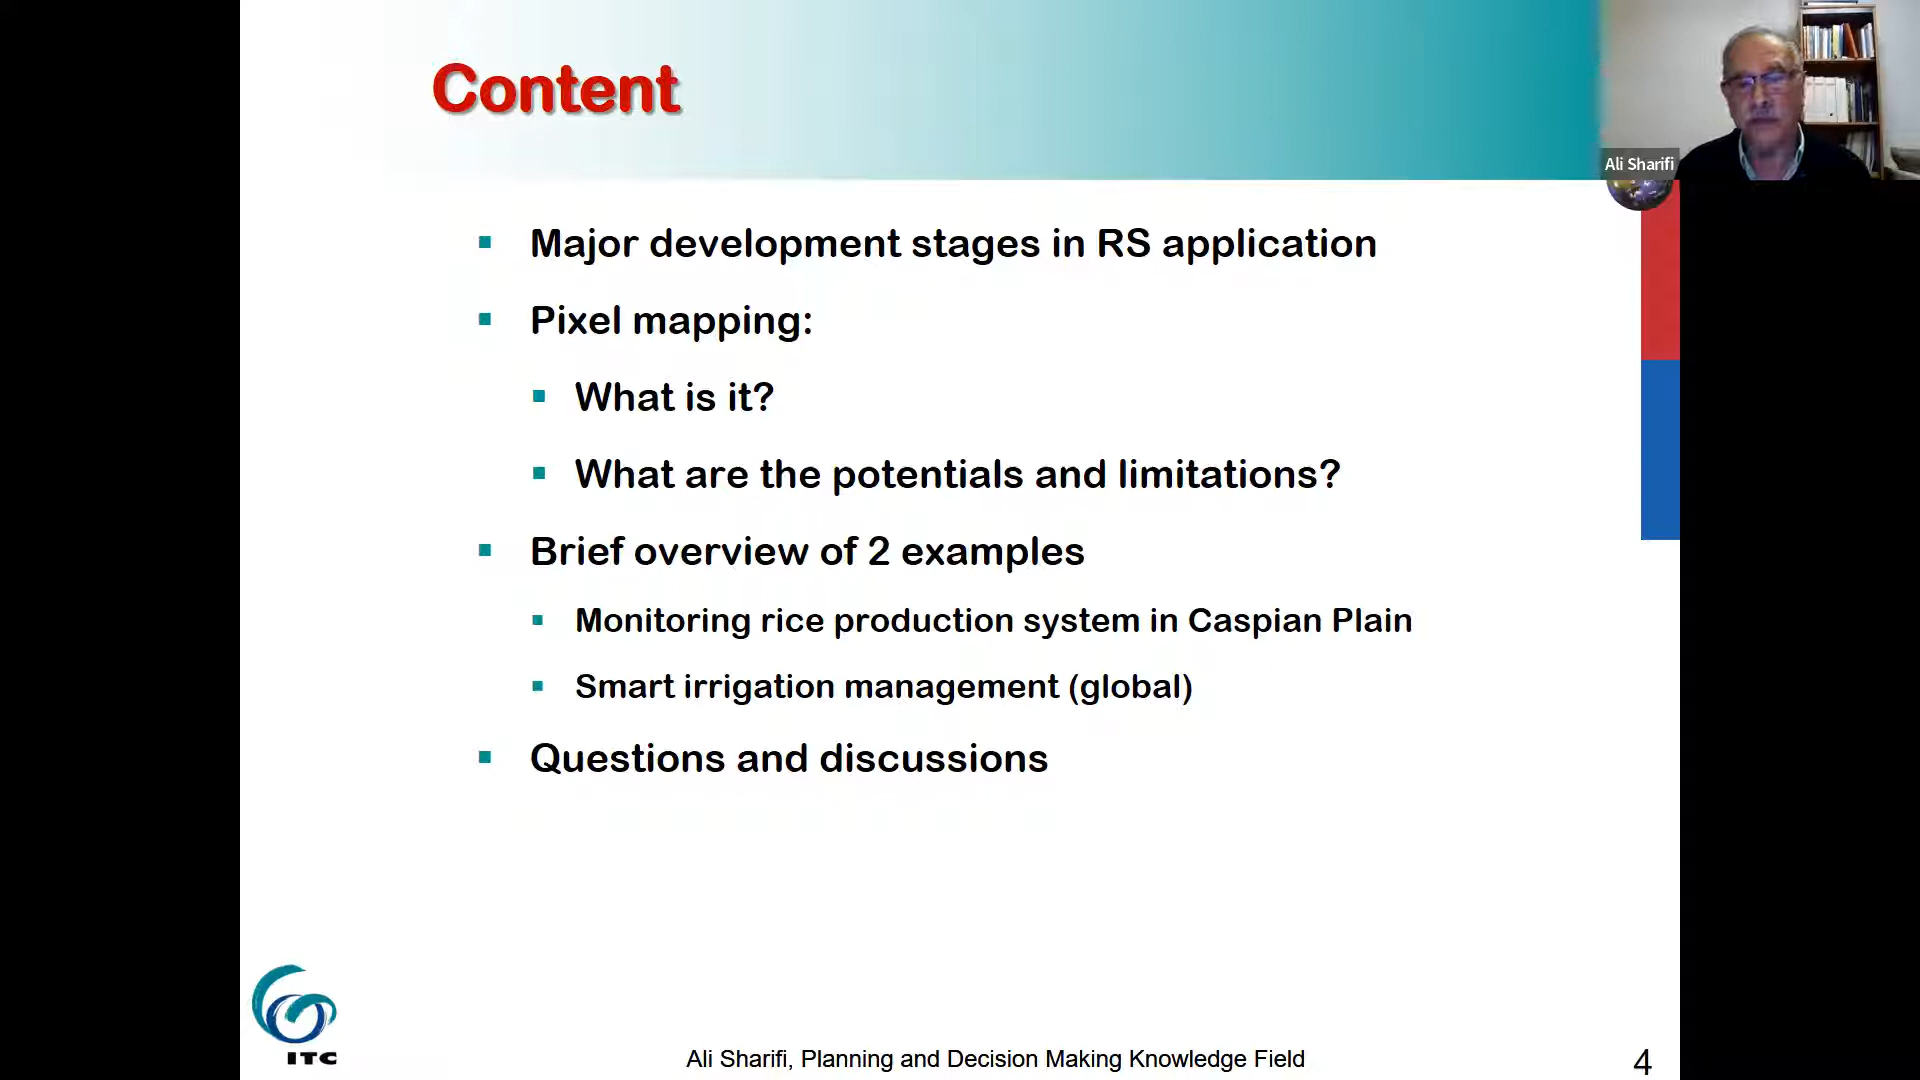 Content
Ali Sharifi
Major development stages in RS application
Pixel mapping:
What is it?
What are the potentials and limitations?
Brief overview of 2 examples
Monitoring rice production system in Caspian Plain
Smart irrigation management (global)
Questions and discussions
ITC
Ali Sharifi, Planning and Decision Making Knowledge Field
4